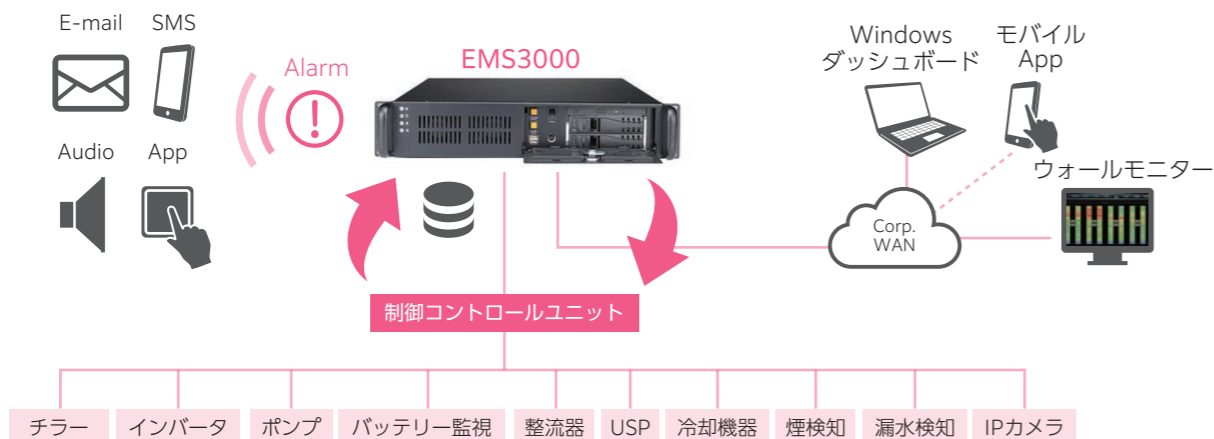 E-mail
SMS
Audio
App
Alarm
EMS3000
Windows
ダッシュボード
モバイル
App
ウォールモニター
Corp.
WAN
制御コントロールユニット
チラー
インバータ
ポンプ
バッテリー監視
整流器
USP
冷却機器
煙検知
漏水検知
IPカメラ